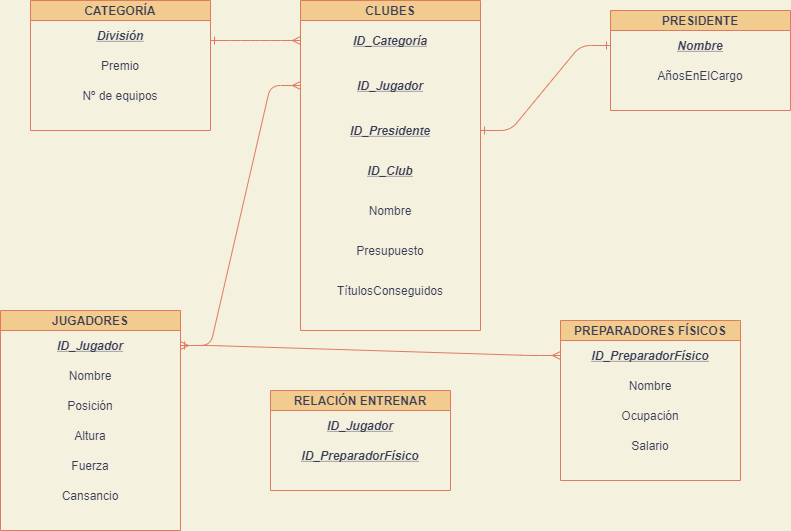 CATEGORÍA
División
Premio
Nº de equipos
CLUBES
ID_Categoría
ID_Jugador
ID_Presidente
ID_Club
Nombre
Presupuesto
TítulosConseguidos
PRESIDENTE
Nombre
AñosEnElCargo
JUGADORES
ID_Jugador
Nombre
Posición
Altura
Fuerza
Cansancio
RELACIÓN ENTRENAR
ID_Jugador
ID_PreparadorFísico
PREPARADORES FÍSICOS
ID_PreparadorFísico
Nombre
Ocupación
Salario